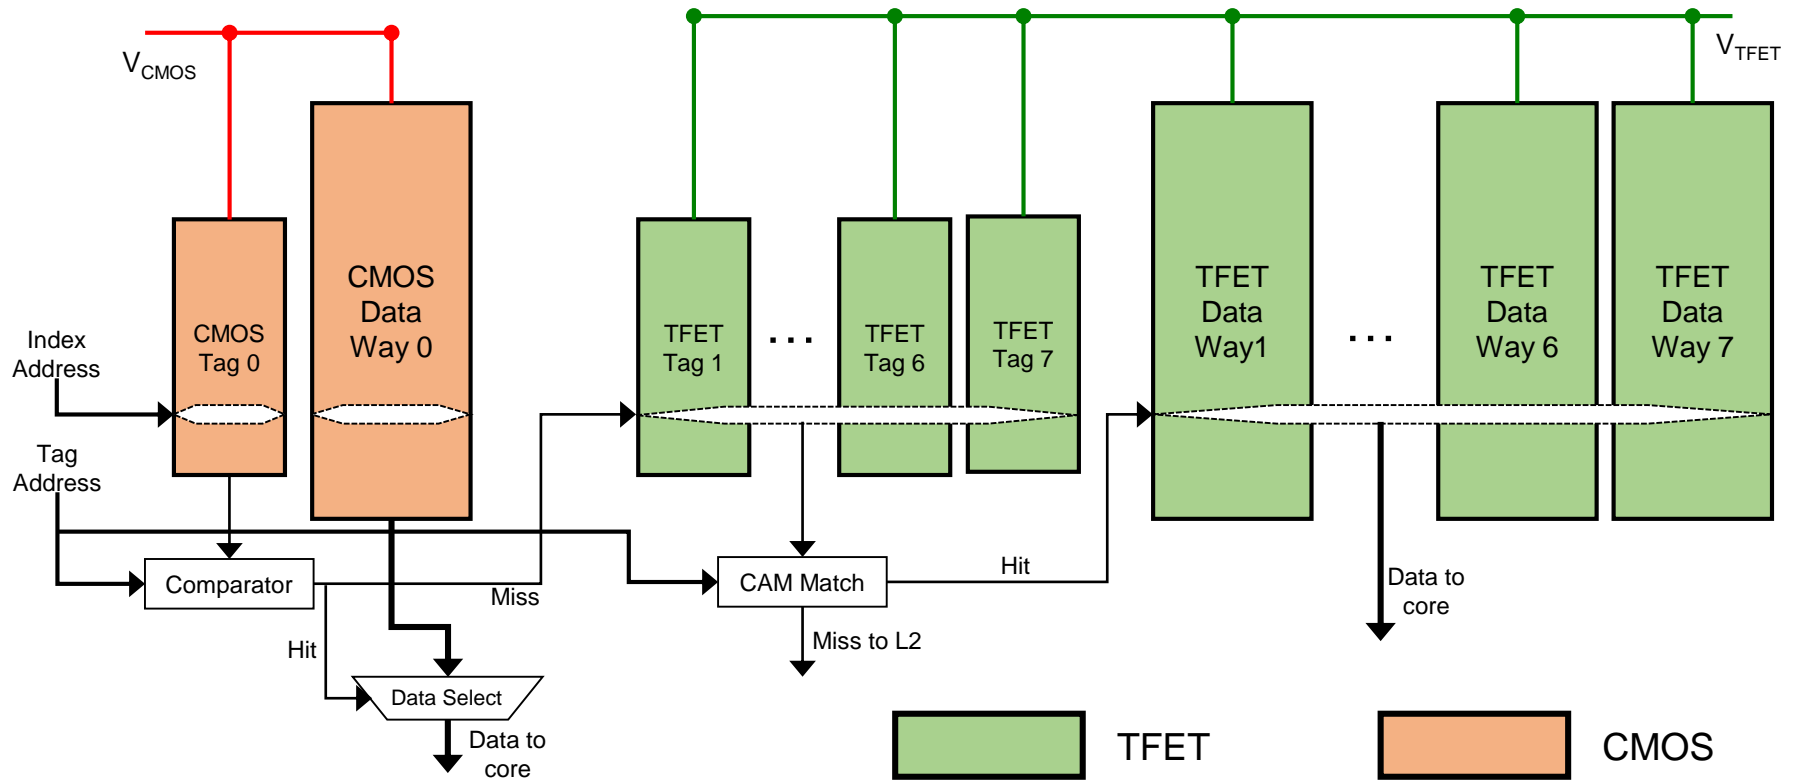 V_CMOS
V_TFET
CMOS
Tag 0
CMOS
Data
Way 0
TFET
Tag 1
...
TFET
Tag 6
TFET
Tag 7
TFET
Data
Way1
...
TFET
Data
Way 6
TFET
Data
Way 7
Index
Address
Tag
Address
Comparator
Miss
Hit
Data Select
Data to
core
CAM Match
Hit
Miss to L2
Data to
core
TFET
CMOS